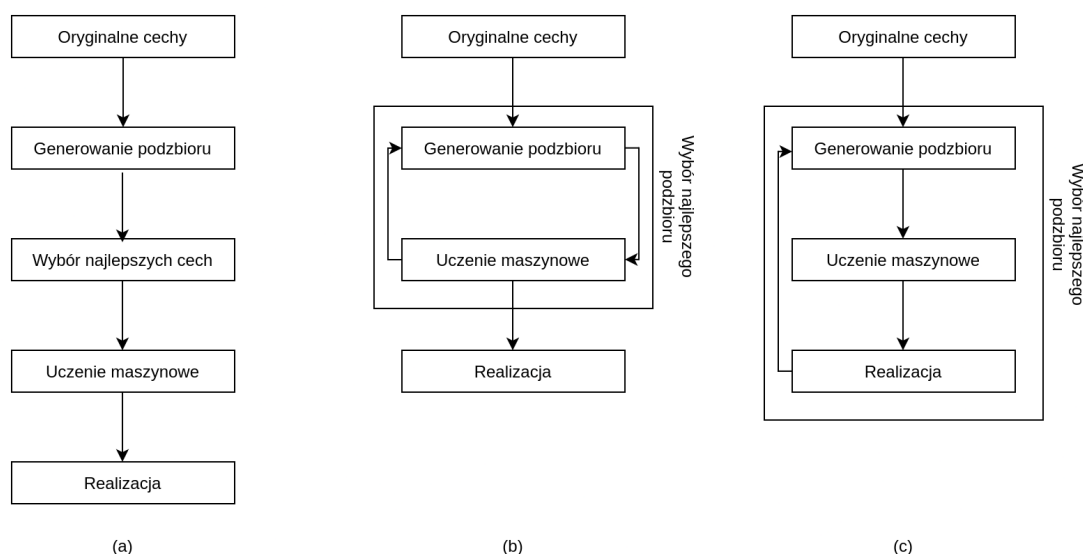 Oryginalne cechy
Generowanie podzbioru
Wybór najlepszych cech
Uczenie maszynowe
Realizacja
(a)
Oryginalne cechy
Generowanie podzbioru
Uczenie maszynowe
Wybór najlepszego
podzbioru
Realizacja
(b)
Oryginalne cechy
Generowanie podzbioru
Uczenie maszynowe
Realizacja
Wybór najlepszego
podzbioru
(c)